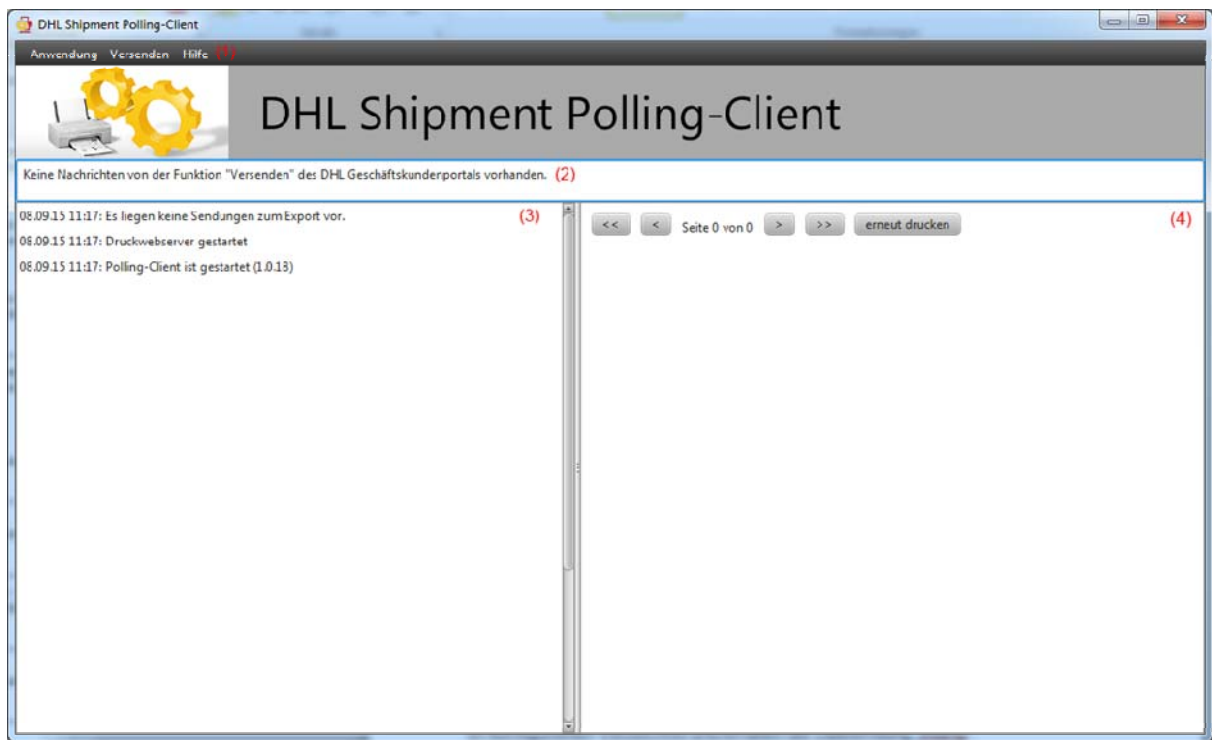 DHL Shipment Polling-Client
Anwendung Versenden Hilfe (1)
DHL Shipment Polling-Client
Keine Nachrichten von der Funktion "Versenden" des DHL Geschäftskundenportals vorhanden. (2)
08.09.15 11:17: Es liegen keine Sendungen zum Export vor. (3)
08.09.15 11:17: Druckwebserver gestartet
08.09.15 11:17: Polling-Client ist gestartet (1.0.13)
<< < Seite 0 von 0 > >> erneut drucken (4)